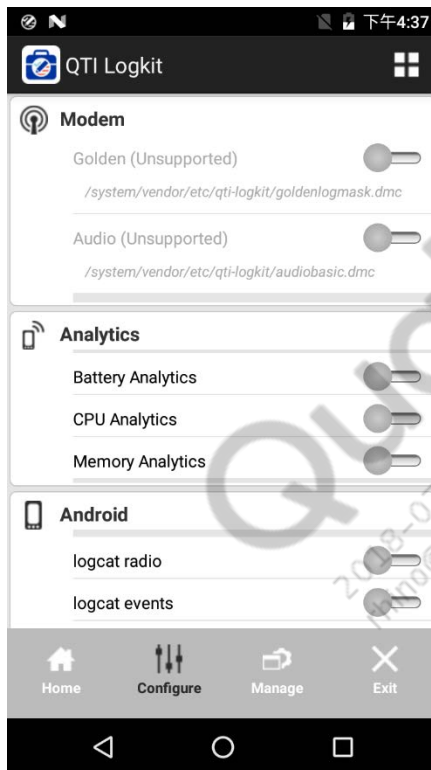 下午4:37
QTI Logkit
Modem
Golden (Unsupported)
/system/vendor/etc/qti-logkit/goldenlogmask.dmc
Audio (Unsupported)
/system/vendor/etc/qti-logkit/audiobasic.dmc
Analytics
Battery Analytics
CPU Analytics
Memory Analytics
Android
logcat radio
logcat events
Home Configure Manage Exit